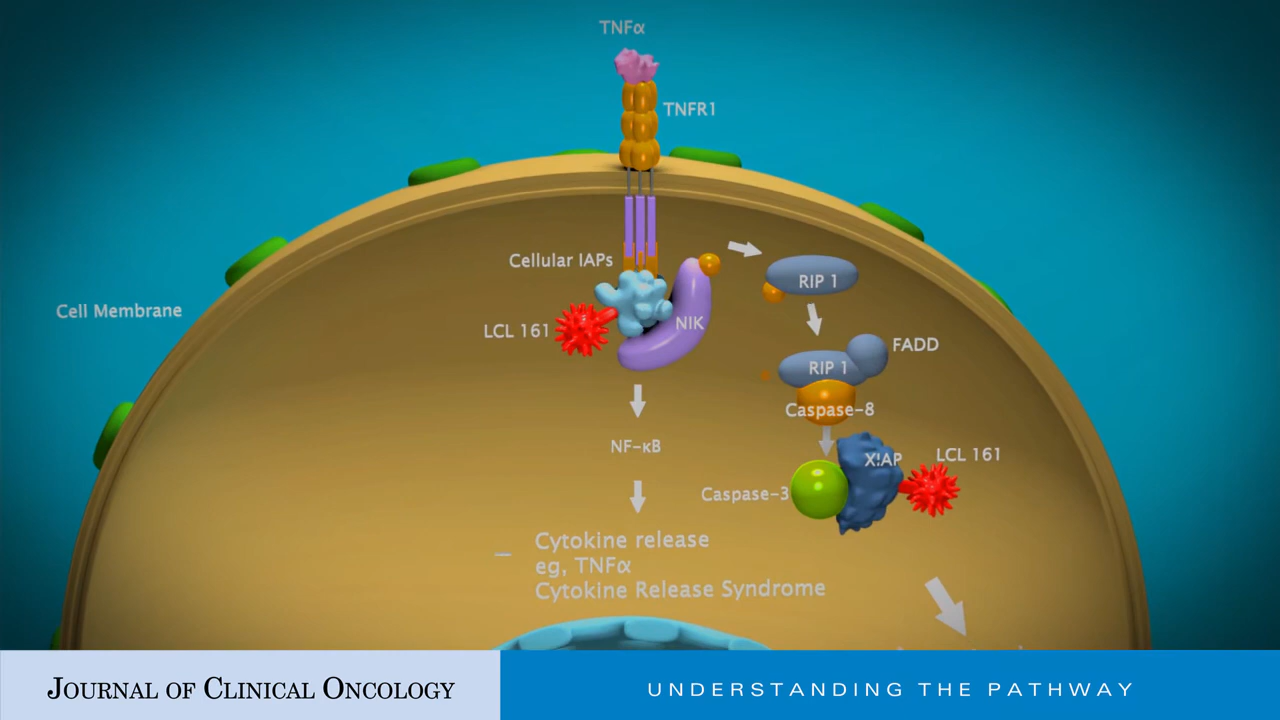 TNFα
TNFR1
Cellular IAPs
RIP 1
Cell Membrane
NIK
LCL 161
FADD
RIP 1
Caspase-8
NF-κB
XIAP
LCL 161
Caspase-3
Cytokine release
eg, TNFα
Cytokine Release Syndrome
JOURNAL OF CLINICAL ONCOLOGY
UNDERSTANDING THE PATHWAY